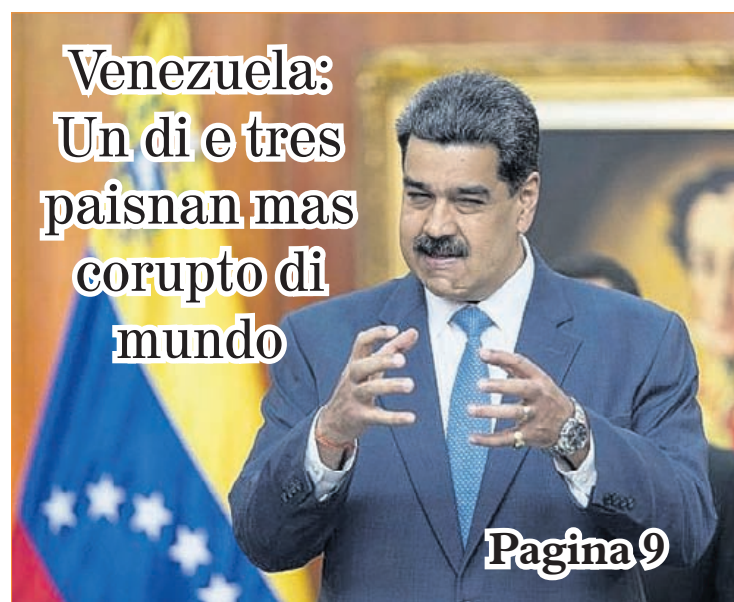 Venezuela:
Un di e tres
paisnan mas
corupto di
mundo
Pagina 9